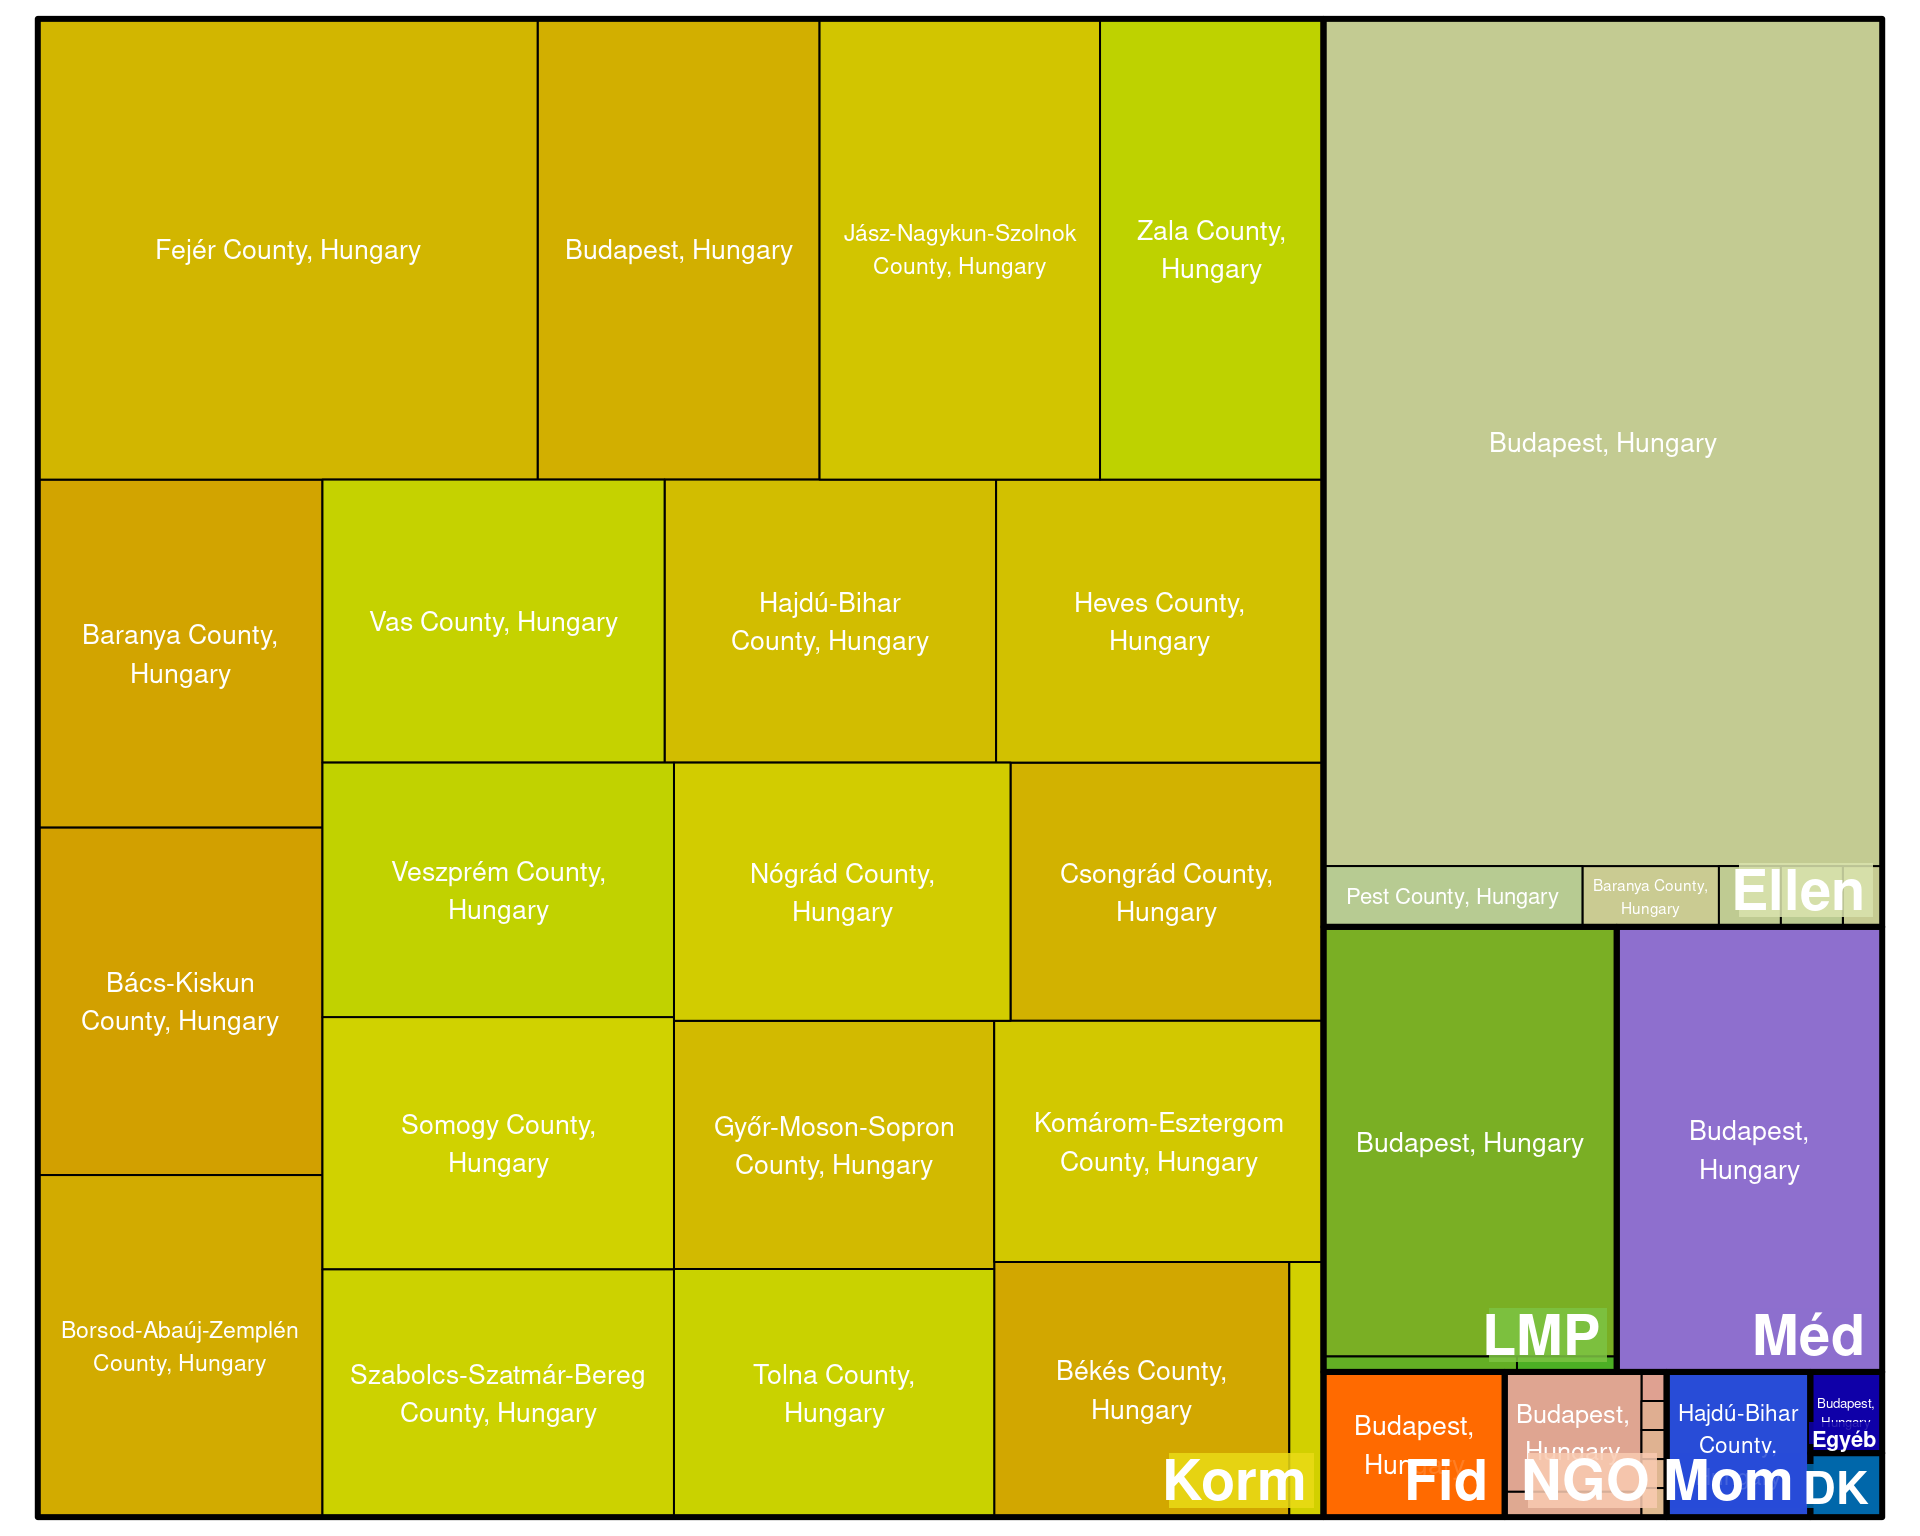 Fejér County, Hungary
Budapest, Hungary
Jász-Nagykun-Szolnok
County, Hungary
Zala County,
Hungary
Baranya County,
Hungary
Vas County, Hungary
Hajdú-Bihar
County, Hungary
Heves County,
Hungary
Bács-Kiskun
County, Hungary
Veszprém County,
Hungary
Nógrád County,
Hungary
Csongrád County,
Hungary
Somogy County,
Hungary
Győr-Moson-Sopron
County, Hungary
Komárom-Esztergom
County, Hungary
Borsod-Abaúj-Zemplén
County, Hungary
Szabolcs-Szatmár-Bereg
County, Hungary
Tolna County,
Hungary
Békés County,
Hungary
Korm
Budapest, Hungary
Pest County, Hungary
Baranya County,
Hungary
Ellen
Budapest, Hungary
LMP
Budapest,
Hungary
Méd
Budapest,
Hungary
Fid
Budapest,
Hungary
NGO
Hajdú-Bihar
County,
Mom
Budapest,
Hungary
Egyéb
DK